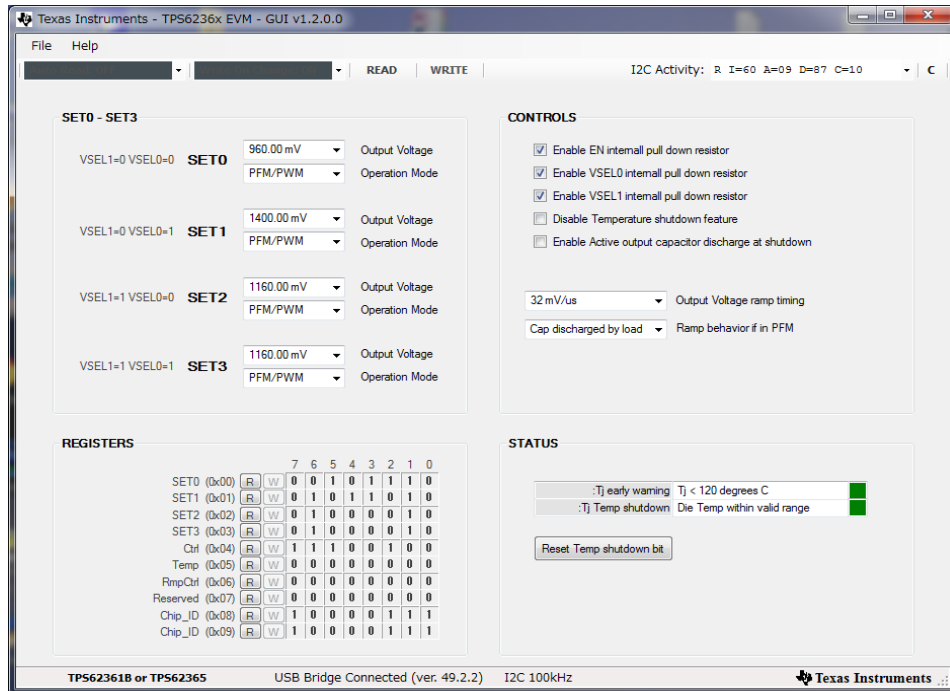 Texas Instruments - TPS6236x EVM - GUI v1.2.0.0
File Help
READ WRITE I2C Activity: R I=60 A=09 D=87 C=10 C
SET0 - SET3
VSEL1=0 VSEL0=0 SET0 960.00 mV Output Voltage
PFM/PWM Operation Mode
VSEL1=0 VSEL0=1 SET1 1400.00 mV Output Voltage
PFM/PWM Operation Mode
VSEL1=1 VSEL0=0 SET2 1160.00 mV Output Voltage
PFM/PWM Operation Mode
VSEL1=1 VSEL0=1 SET3 1160.00 mV Output Voltage
PFM/PWM Operation Mode
CONTROLS
Enable EN internall pull down resistor
Enable VSEL0 internall pull down resistor
Enable VSEL1 internall pull down resistor
Disable Temperature shutdown feature
Enable Active output capacitor discharge at shutdown
32 mV/us Output Voltage ramp timing
Cap discharged by load Ramp behavior if in PFM
REGISTERS
7 6 5 4 3 2 1 0
SET0 (0x00) R W 0 0 1 0 1 1 1 0
SET1 (0x01) R W 0 1 0 1 1 0 1 0
SET2 (0x02) R W 0 1 0 0 0 0 0 0
SET3 (0x03) R W 0 1 0 0 0 0 0 0
Ctrl (0x04) R W 1 1 1 0 0 1 0 0
Temp (0x05) R W 0 0 0 0 0 0 0 0
RmpCtrl (0x06) R W 0 0 0 0 0 0 0 0
Reserved (0x07) R W 0 0 0 0 0 0 0 0
Chip_ID (0x08) R W 1 0 0 0 0 1 1 1
Chip_ID (0x09) R W 1 0 0 0 0 1 1 1
STATUS
:Tj early warning Tj < 120 degrees C
:Tj Temp shutdown Die Temp within valid range
Reset Temp shutdown bit
TPS62361B or TPS62365 USB Bridge Connected (ver. 49.2.2) I2C 100kHz Texas Instruments